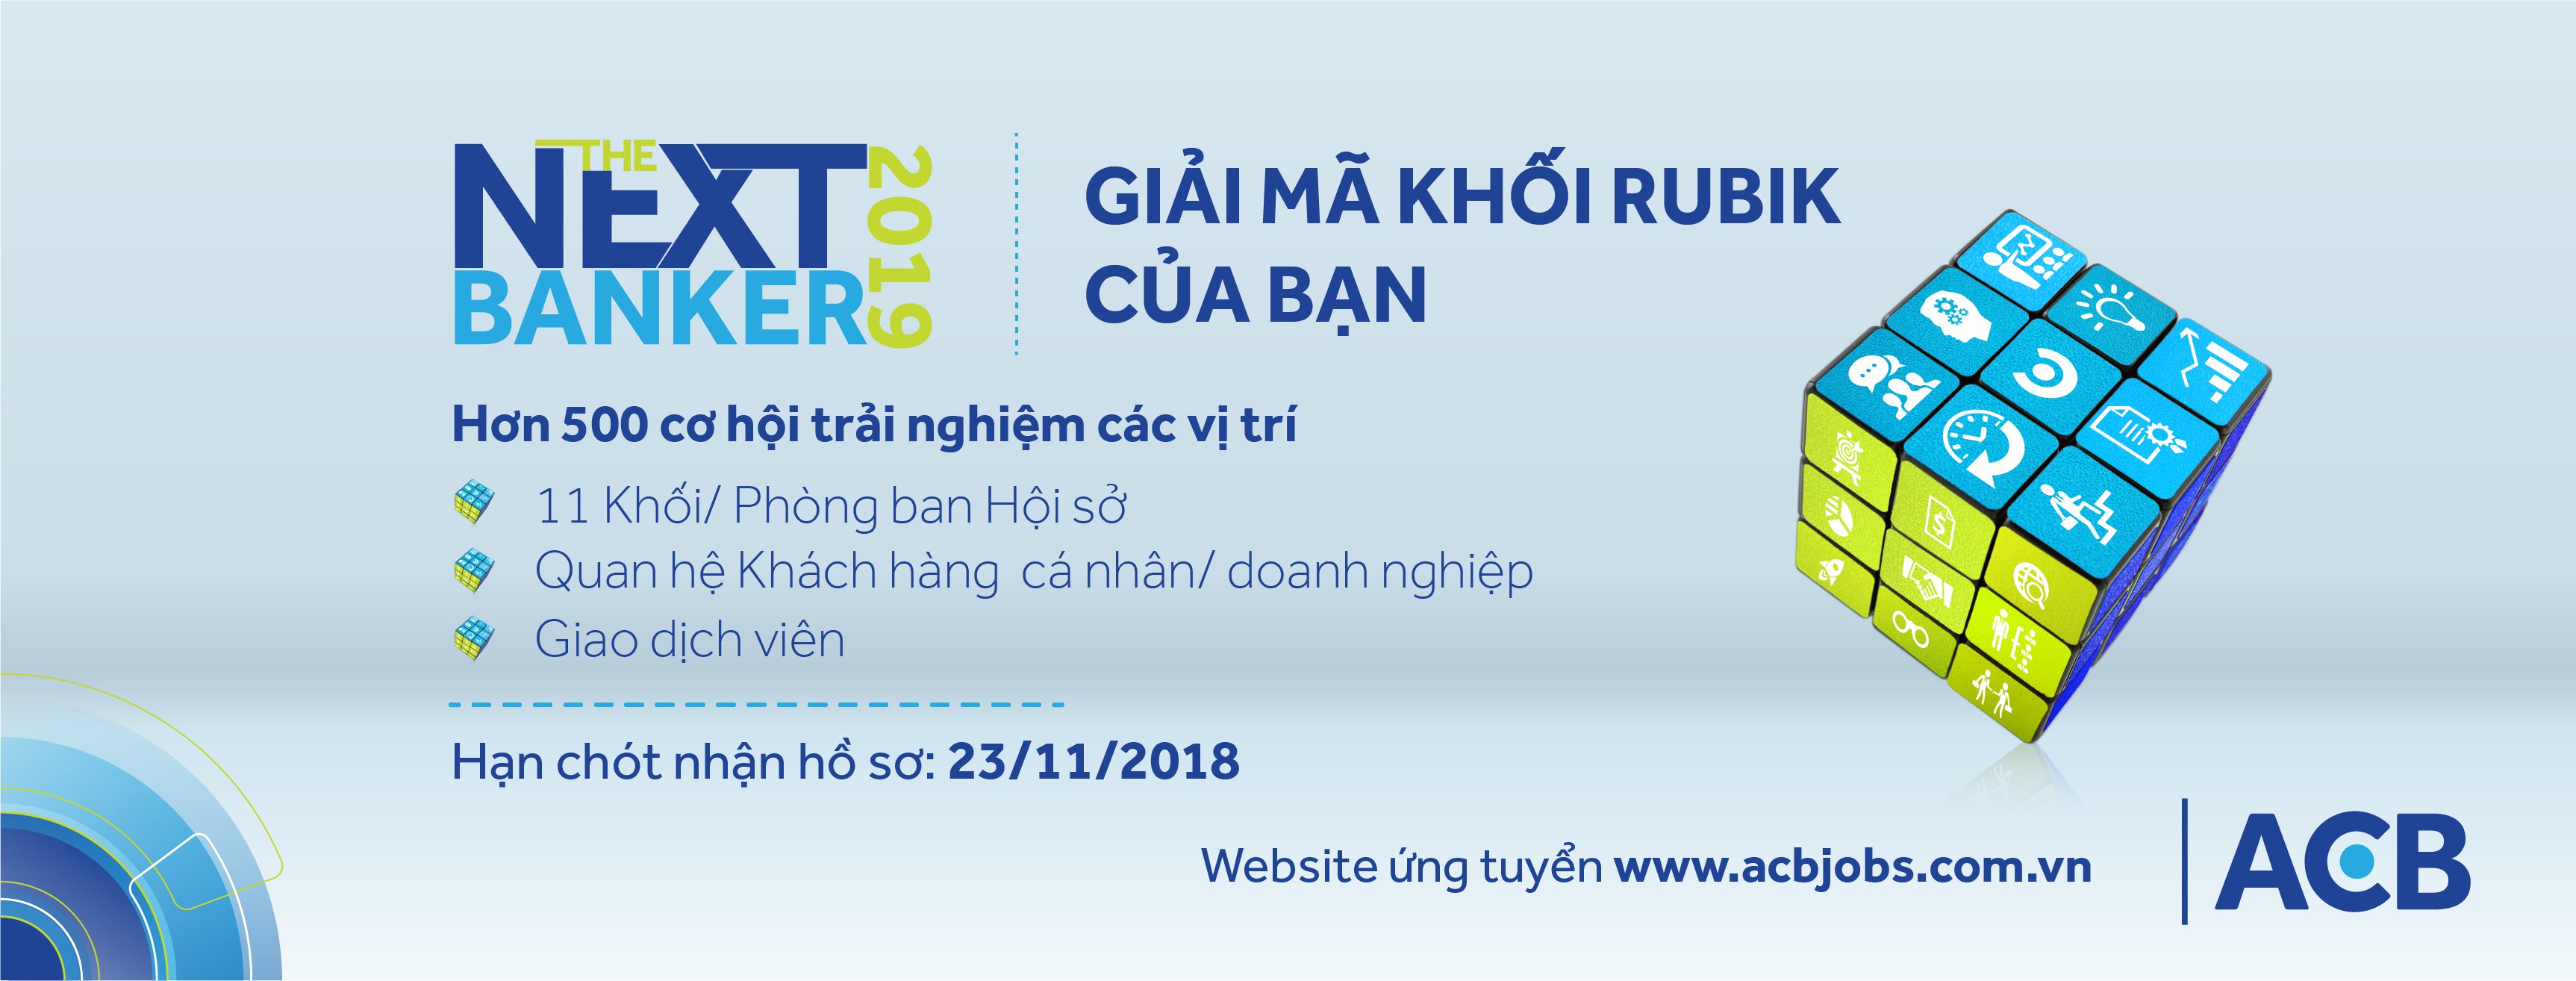 THE
NEXT
BANKER
2019
GIẢI MÃ KHỐI RUBIK
CỦA BẠN
Hơn 500 cơ hội trải nghiệm các vị trí
11 Khối/ Phòng ban Hội sở
Quan hệ Khách hàng cá nhân/ doanh nghiệp
Giao dịch viên
Hạn chót nhận hồ sơ: 23/11/2018
Website ứng tuyển www.acbjobs.com.vn
ACB